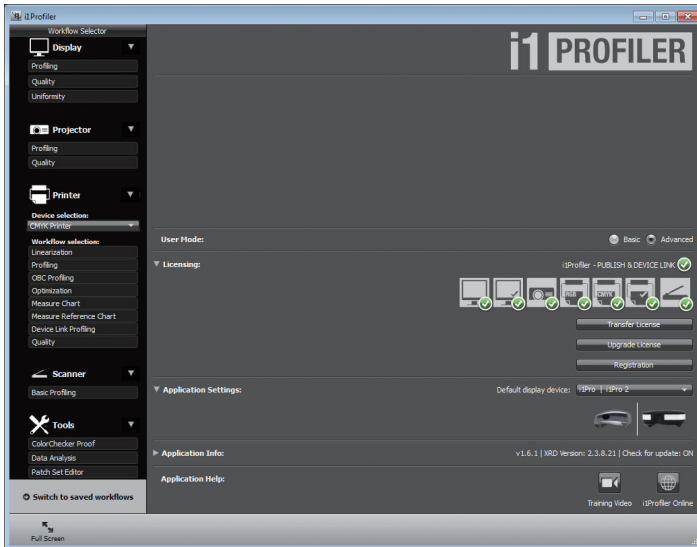 i1Profiler
Workflow Selector
Display
Profiling
Quality
Uniformity
Projector
Profiling
Quality
Printer
Device selection:
CMYK Printer
Workflow selection:
Linearization
Profiling
OBC Profiling
Optimization
Measure Chart
Measure Reference Chart
Device Link Profiling
Quality
Scanner
Basic Profiling
Tools
ColorChecker Proof
Data Analysis
Patch Set Editor
Switch to saved workflows
Full Screen
i1 PROFILER
User Mode: Basic Advanced
Licensing: i1Profiler - PUBLISH & DEVICE LINK
RGB CMYK
Transfer License
Upgrade License
Registration
Application Settings: Default display device: i1Pro | i1Pro 2
Application Info: v1.6.1 | XRD Version: 2.3.8.21 | Check for update: ON
Application Help:
Training Video i1Profiler Online